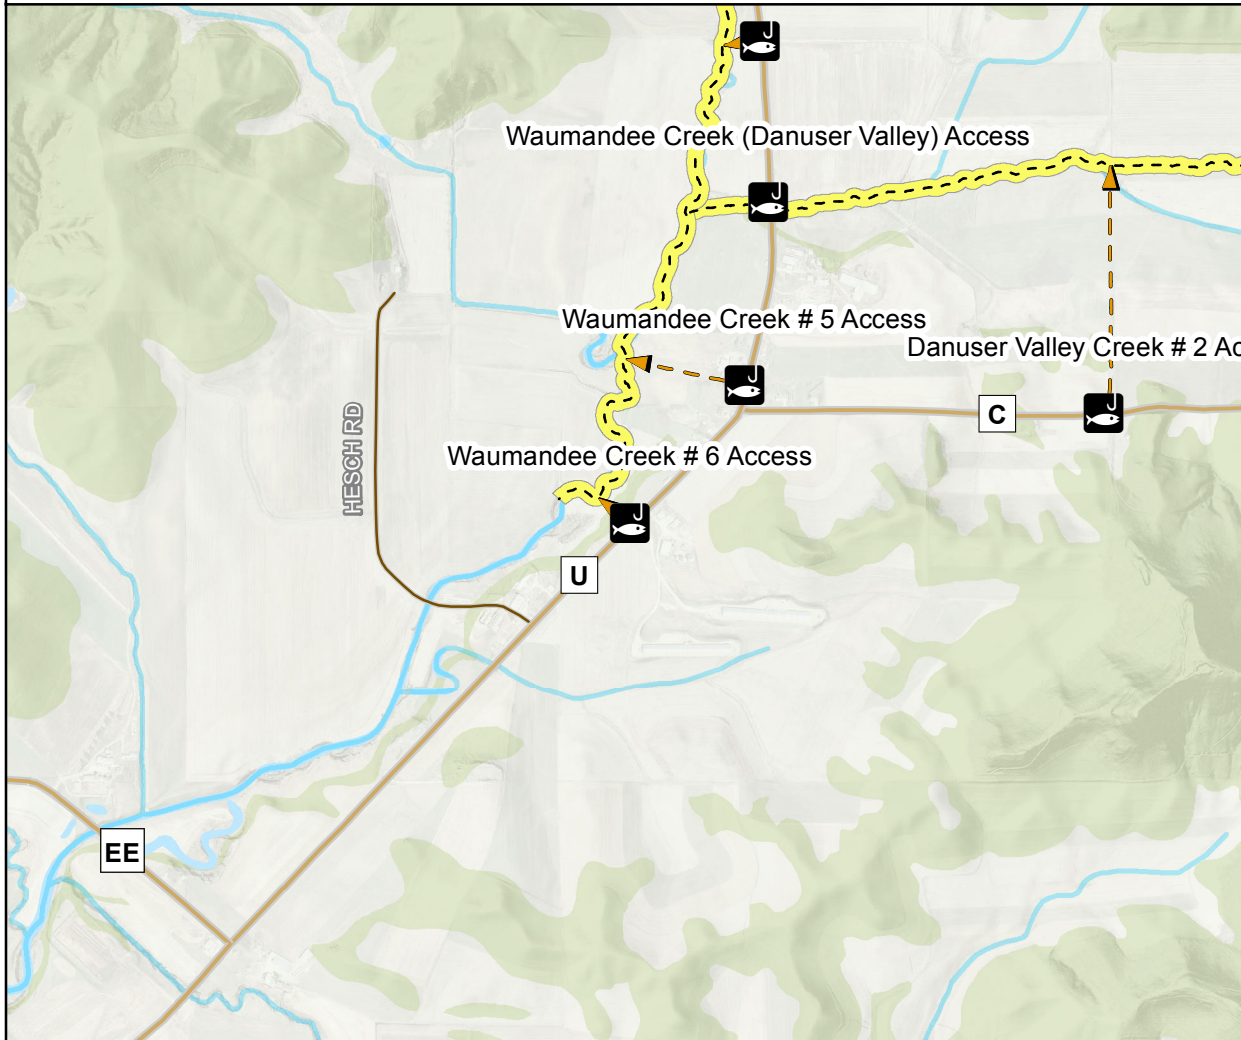 Waumandee Creek (Danuser Valley) Access
Waumandee Creek # 5 Access
Danuser Valley Creek # 2 Ac
C
HESCH RD
Waumandee Creek # 6 Access
U
EE